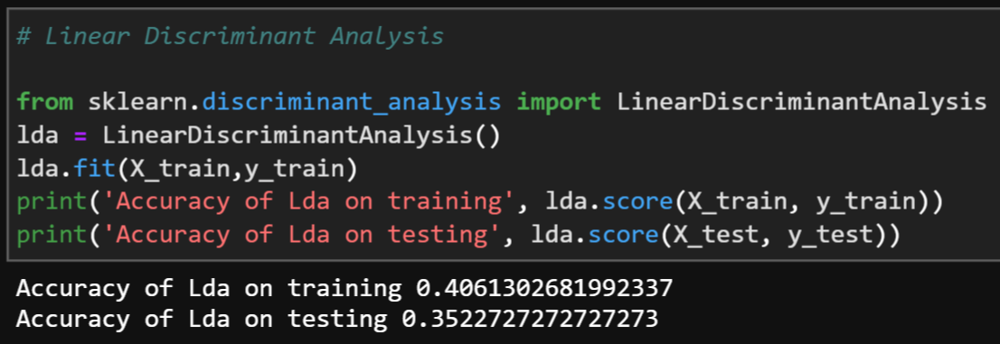 # Linear Discriminant Analysis
from sklearn.discriminant_analysis import LinearDiscriminantAnalysis
lda = LinearDiscriminantAnalysis()
lda.fit(X_train,y_train)
print('Accuracy of Lda on training', lda.score(X_train, y_train))
print('Accuracy of Lda on testing', lda.score(X_test, y_test))
Accuracy of Lda on training 0.4061302681992337
Accuracy of Lda on testing 0.3522727272727273